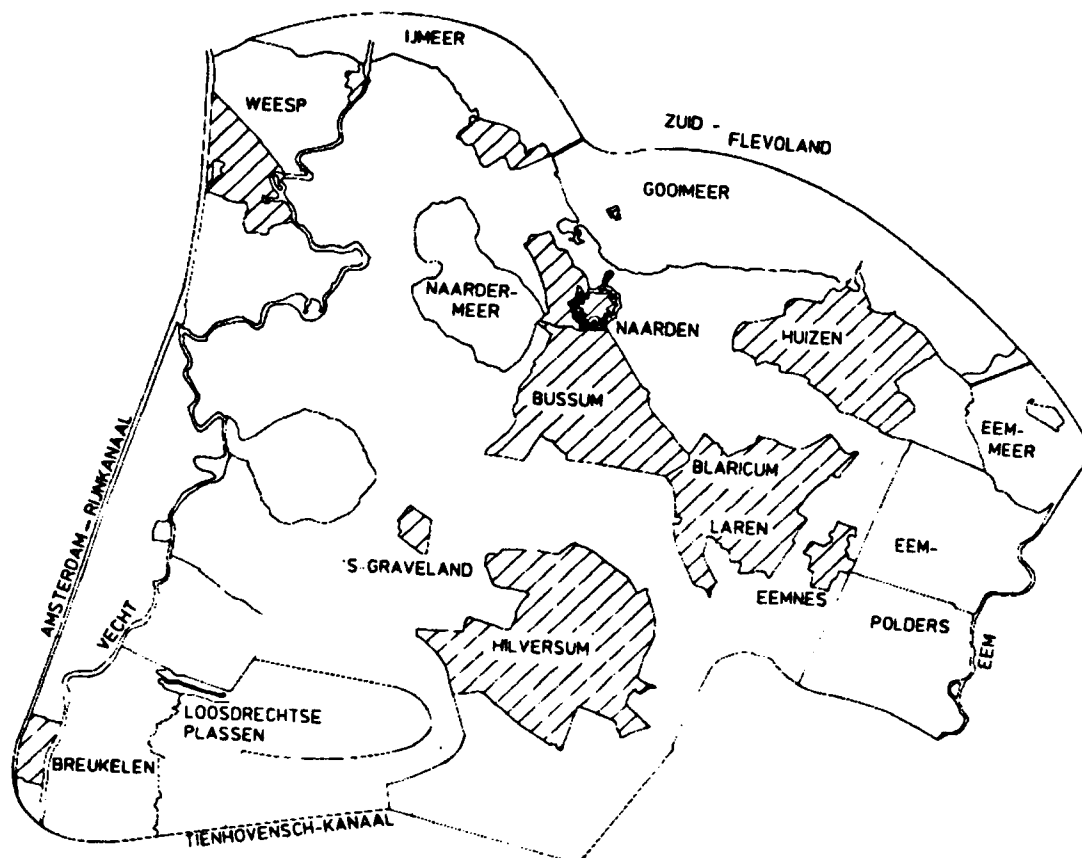 IJMEER
WEESP
ZUID -
FLEVOLAND
GOOIMEER
NAARDER-
MEER
NAARDEN
HUIZEN
BUSSUM
EEM-
MEER
BLARICUM
LAREN
EEM-
'S-GRAVELAND
EEMNES
POLDERS
AMSTERDAM-RIJNKANAAL
VECHT
HILVERSUM
EEM
LOOSDRECHTSE
PLASSEN
BREUKELEN
TIENHOVENSCH-KANAAL